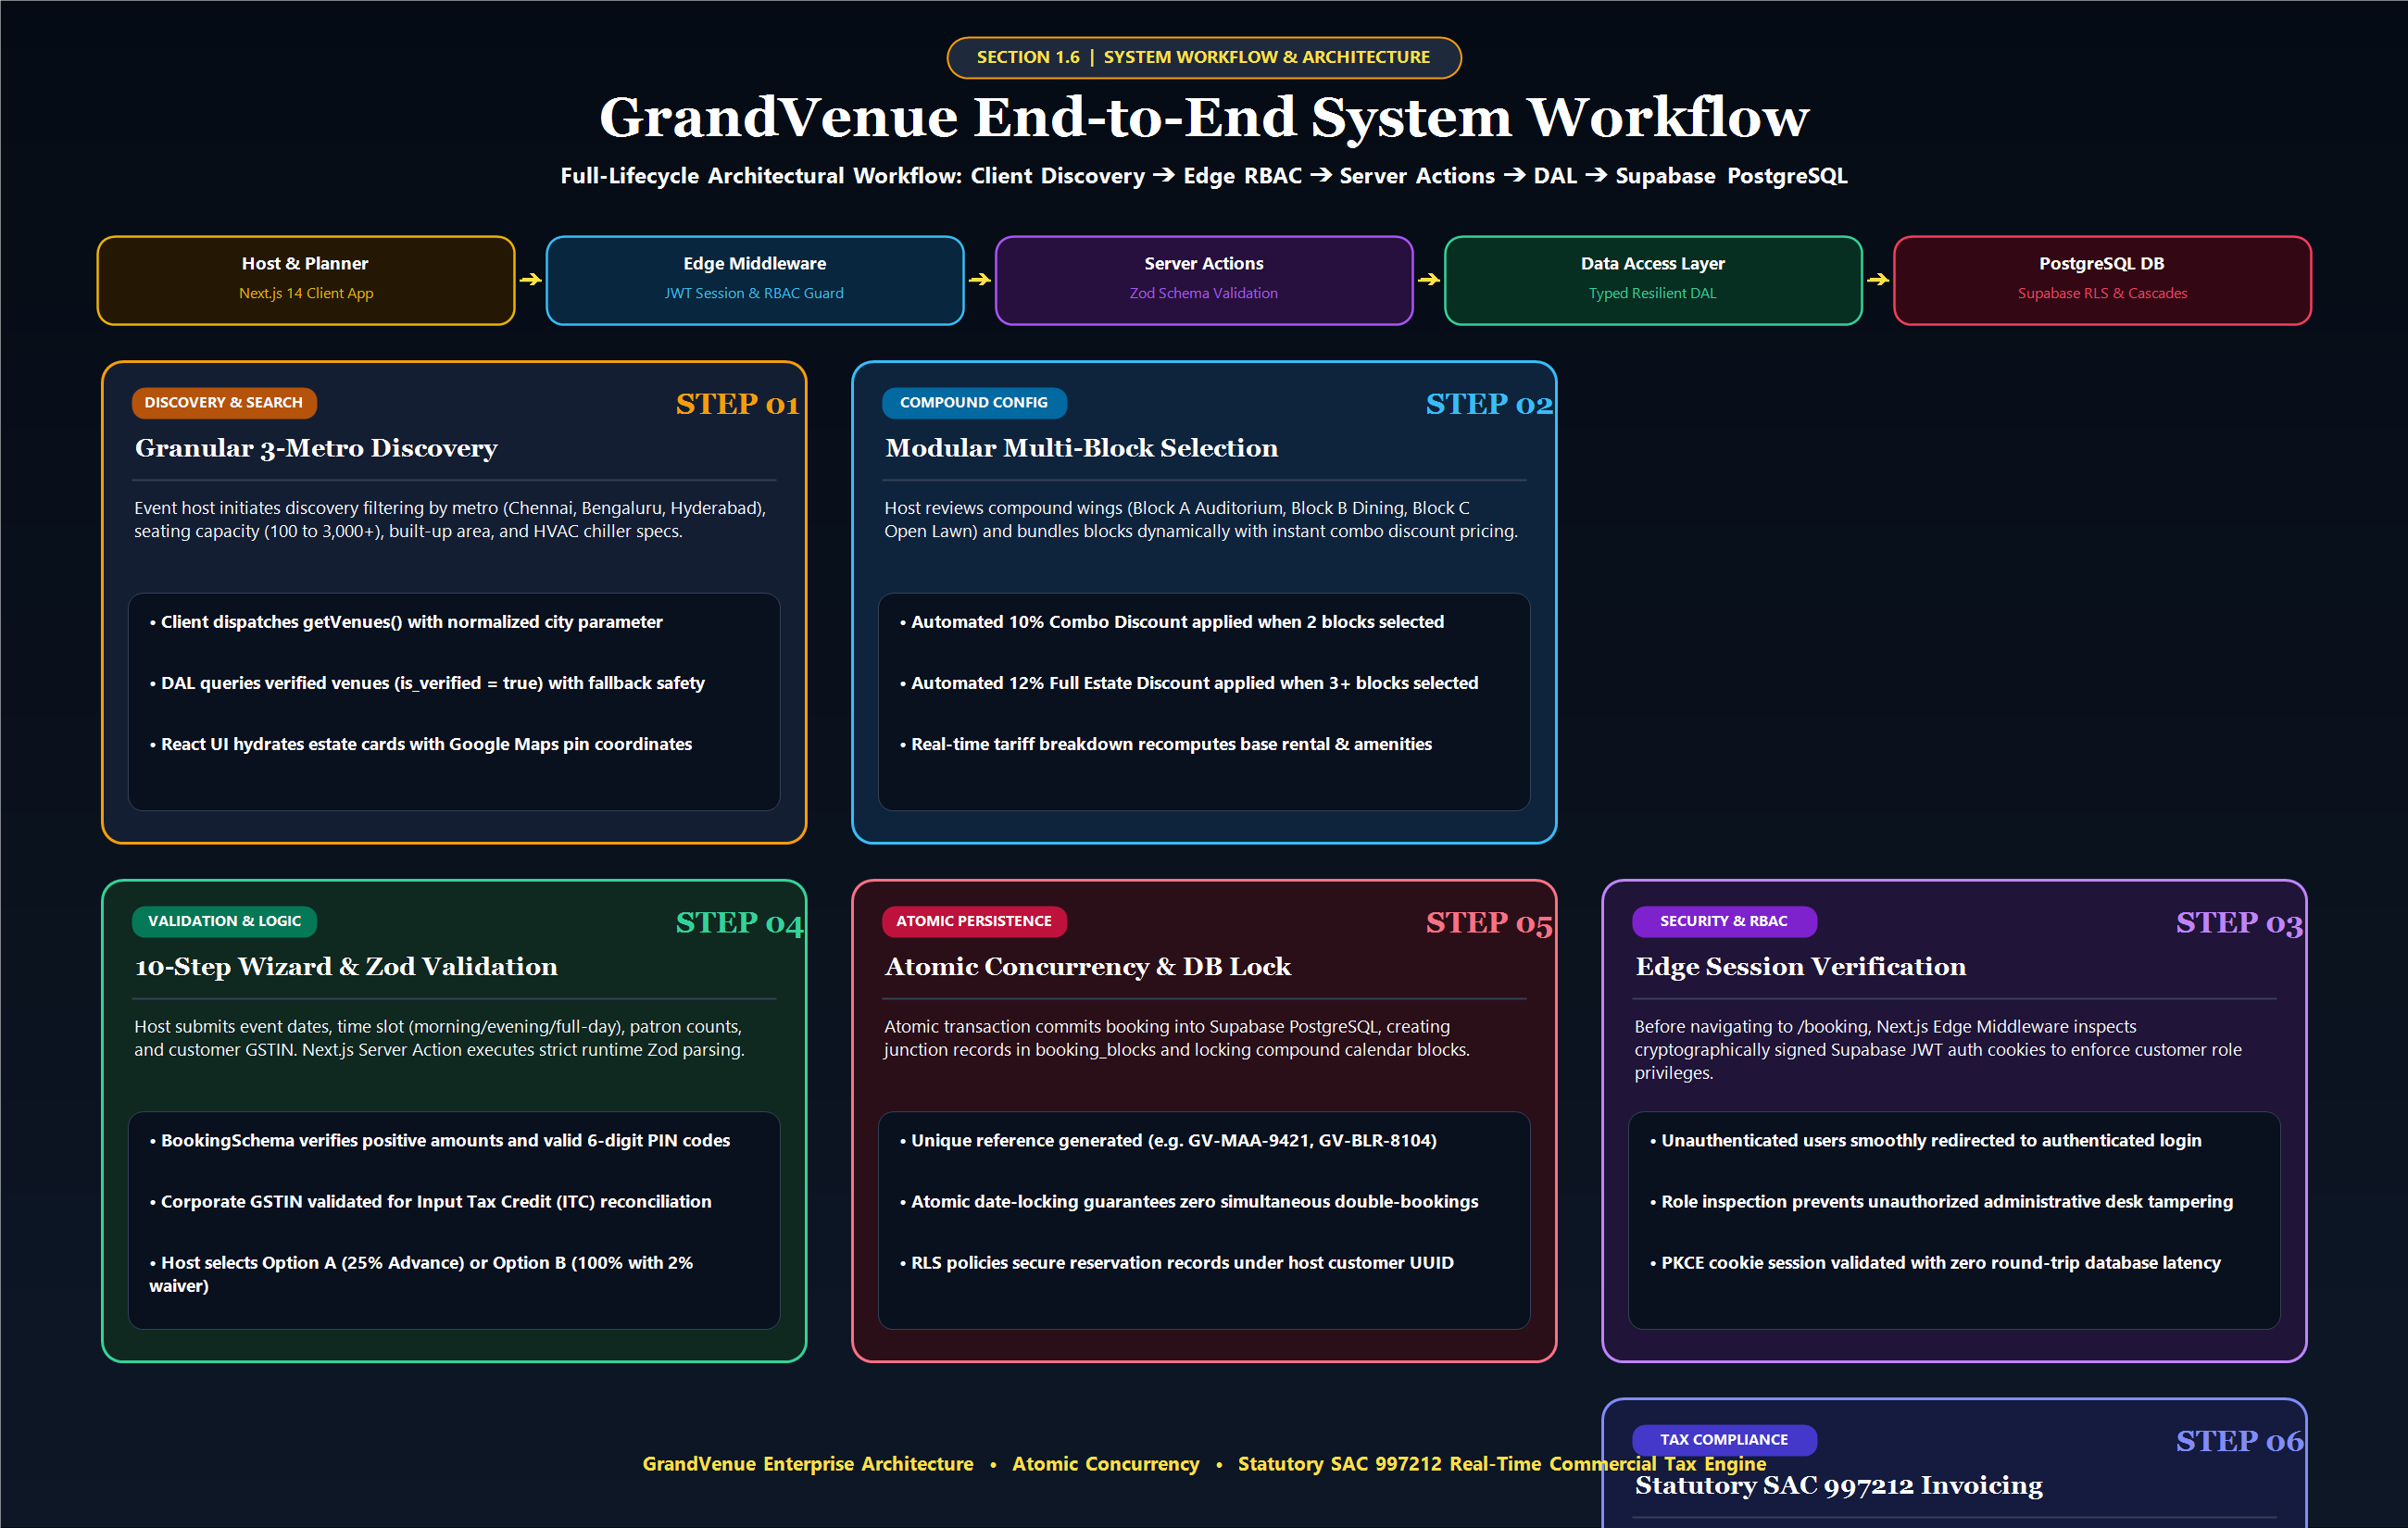 SECTION 1.6 | SYSTEM WORKFLOW & ARCHITECTURE
GrandVenue End-to-End System Workflow
Full-Lifecycle Architectural Workflow: Client Discovery ➔ Edge RBAC ➔ Server Actions ➔ DAL ➔ Supabase PostgreSQL
Host & Planner
Next.js 14 Client App
➔
Edge Middleware
JWT Session & RBAC Guard
➔
Server Actions
Zod Schema Validation
➔
Data Access Layer
Typed Resilient DAL
➔
PostgreSQL DB
Supabase RLS & Cascades
DISCOVERY & SEARCH
STEP 01
Granular 3-Metro Discovery
Event host initiates discovery filtering by metro (Chennai, Bengaluru, Hyderabad),
seating capacity (100 to 3,000+), built-up area, and HVAC chiller specs.
• Client dispatches getVenues() with normalized city parameter
• DAL queries verified venues (is_verified = true) with fallback safety
• React UI hydrates estate cards with Google Maps pin coordinates
COMPOUND CONFIG
STEP 02
Modular Multi-Block Selection
Host reviews compound wings (Block A Auditorium, Block B Dining, Block C
Open Lawn) and bundles blocks dynamically with instant combo discount pricing.
• Automated 10% Combo Discount applied when 2 blocks selected
• Automated 12% Full Estate Discount applied when 3+ blocks selected
• Real-time tariff breakdown recomputes base rental & amenities
VALIDATION & LOGIC
STEP 04
10-Step Wizard & Zod Validation
Host submits event dates, time slot (morning/evening/full-day), patron counts,
and customer GSTIN. Next.js Server Action executes strict runtime Zod parsing.
• BookingSchema verifies positive amounts and valid 6-digit PIN codes
• Corporate GSTIN validated for Input Tax Credit (ITC) reconciliation
• Host selects Option A (25% Advance) or Option B (100% with 2%
waiver)
ATOMIC PERSISTENCE
STEP 05
Atomic Concurrency & DB Lock
Atomic transaction commits booking into Supabase PostgreSQL, creating
junction records in booking_blocks and locking compound calendar blocks.
• Unique reference generated (e.g. GV-MAA-9421, GV-BLR-8104)
• Atomic date-locking guarantees zero simultaneous double-bookings
• RLS policies secure reservation records under host customer UUID
SECURITY & RBAC
STEP 03
Edge Session Verification
Before navigating to /booking, Next.js Edge Middleware inspects
cryptographically signed Supabase JWT auth cookies to enforce customer role
privileges.
• Unauthenticated users smoothly redirected to authenticated login
• Role inspection prevents unauthorized administrative desk tampering
• PKCE cookie session validated with zero round-trip database latency
TAX COMPLIANCE
STEP 06
Statutory SAC 997212 Invoicing
GrandVenue Enterprise Architecture • Atomic Concurrency • Statutory SAC 997212 Real-Time Commercial Tax Engine